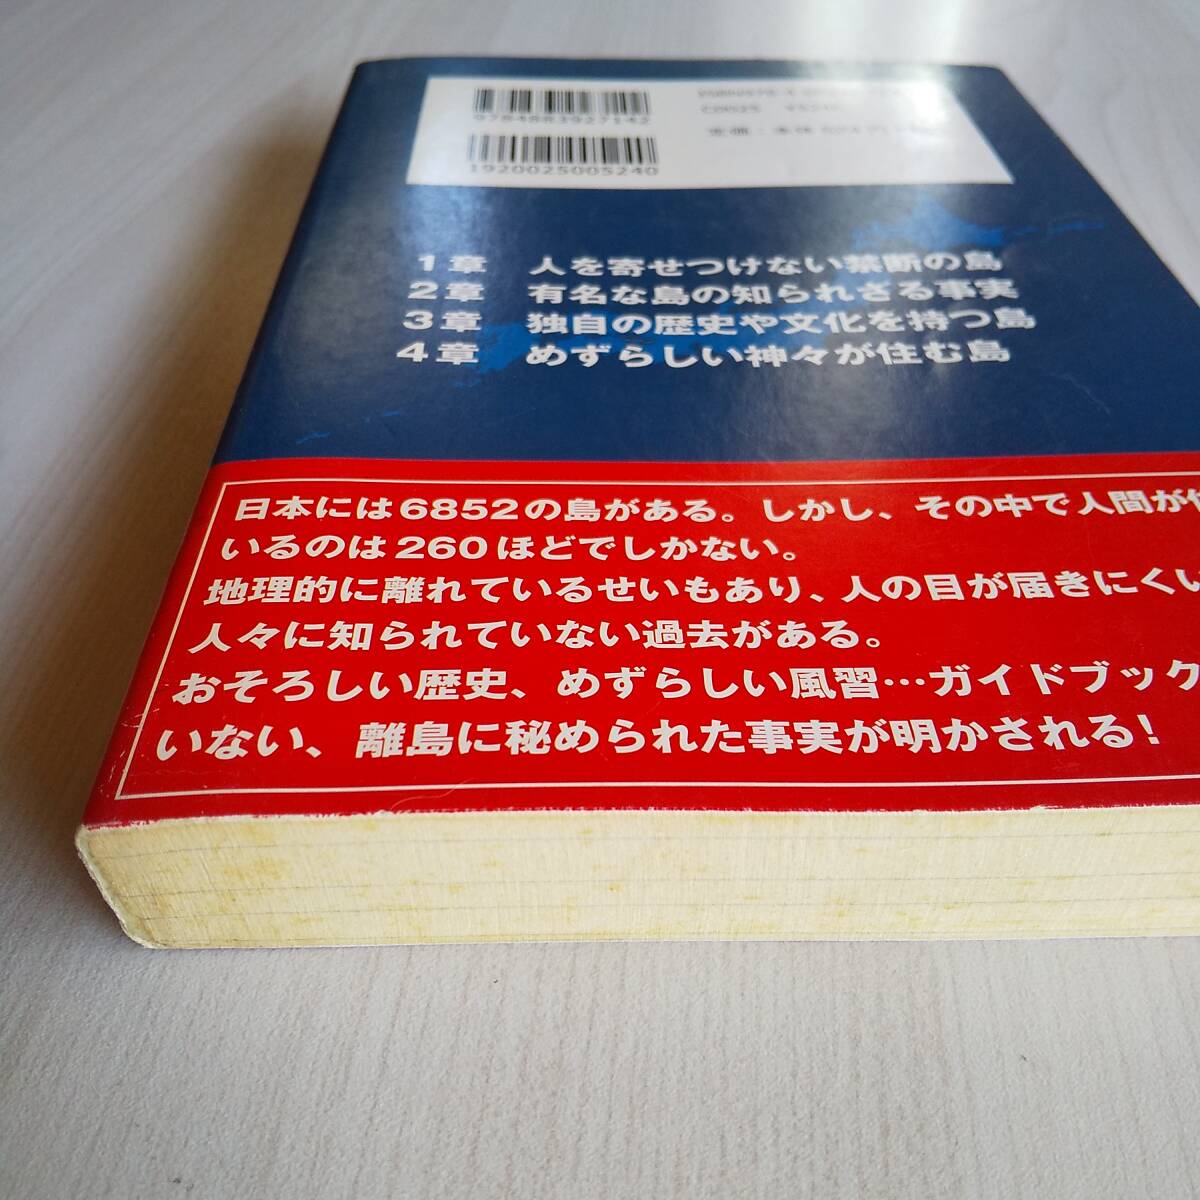 9784883927142
1920025005240
1章 人を寄せつけない禁断の島
2章 有名な島の知られざる事実
3章 独自の歴史や文化を持つ島
4章 めずらしい神々が住む島
日本には6852の島がある。しかし、その中で人間が
いるのは260ほどでしかない。
地理的に離れているせいもあり、人の目が届きにくい
人々に知られていない過去がある。
おそろしい歴史、めずらしい風習…ガイドブック
いない、離島に秘められた事実が明かされる!